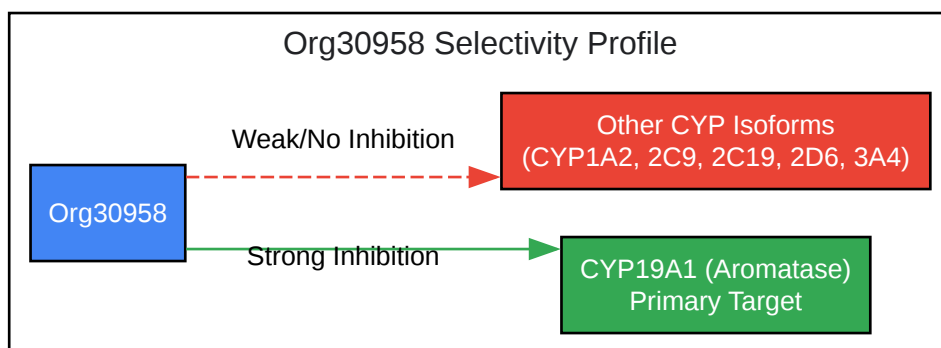 Org30958 Selectivity Profile
Weak/No Inhibition
Other CYP Isoforms
(CYP1A2, 2C9, 2C19, 2D6, 3A4)
Org30958
Strong Inhibition
CYP19A1 (Aromatase)
Primary Target